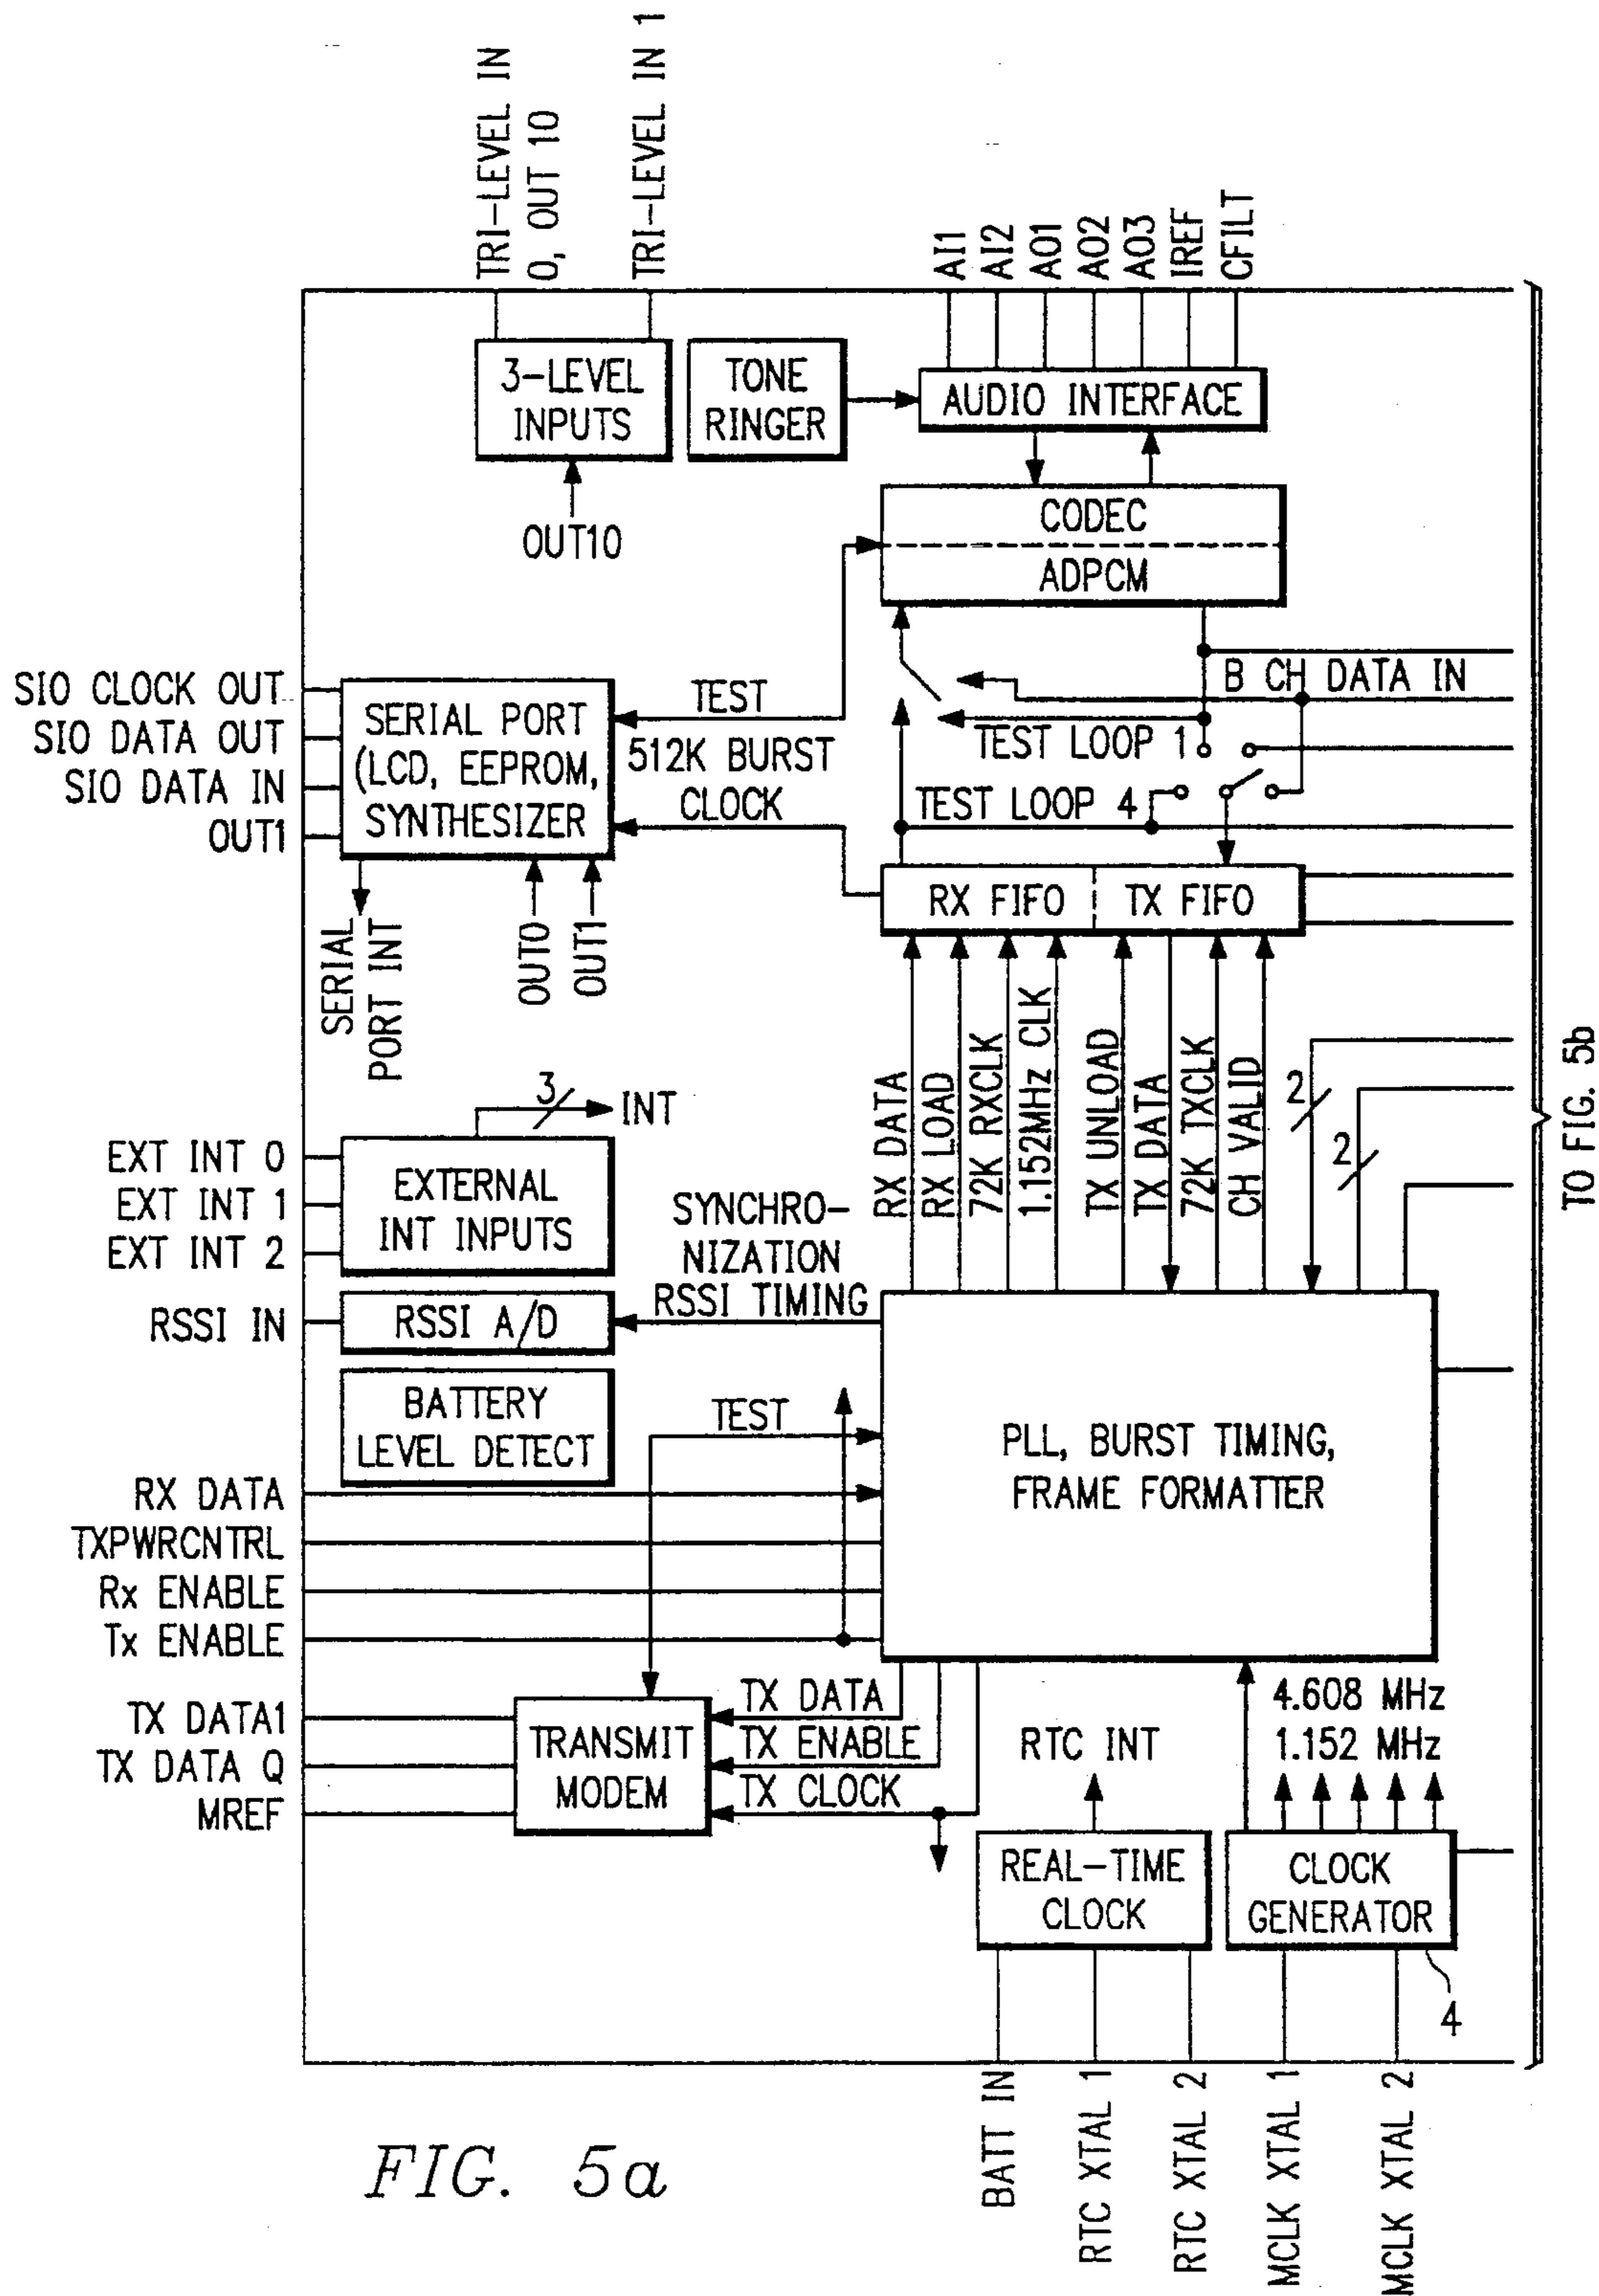 TRI-LEVEL IN
0, OUT 10
TRI-LEVEL IN 1
AI1
AI2
AO1
AO2
AO3
IREF
CFILT
3-LEVEL
INPUTS
TONE
RINGER
AUDIO INTERFACE
OUT10
CODEC
ADPCM
SIO CLOCK OUT
SIO DATA OUT
SIO DATA IN
OUT1
SERIAL PORT
(LCD, EEPROM,
SYNTHESIZER
TEST
512K BURST
CLOCK
B CH DATA IN
TEST LOOP 1
TEST LOOP 4
RX FIFO
TX FIFO
SERIAL
PORT INT
OUT0
OUT1
RX DATA
RX LOAD
72K RXCLK
1.152MHz CLK
TX UNLOAD
TX DATA
72K TXCLK
CH VALID
2
2
TO FIG. 5b
3
INT
EXT INT 0
EXT INT 1
EXT INT 2
EXTERNAL
INT INPUTS
SYNCHRO-
NIZATION
RSSI TIMING
RSSI IN
RSSI A/D
BATTERY
LEVEL DETECT
TEST
PLL, BURST TIMING,
FRAME FORMATTER
RX DATA
TXPWRCNTRL
Rx ENABLE
Tx ENABLE
TX DATA1
TX DATA Q
MREF
TRANSMIT
MODEM
TX DATA
TX ENABLE
TX CLOCK
RTC INT
4.608 MHz
1.152 MHz
REAL-TIME
CLOCK
CLOCK
GENERATOR
4
BATT IN
RTC XTAL 1
RTC XTAL 2
MCLK XTAL 1
MCLK XTAL 2
FIG. 5a